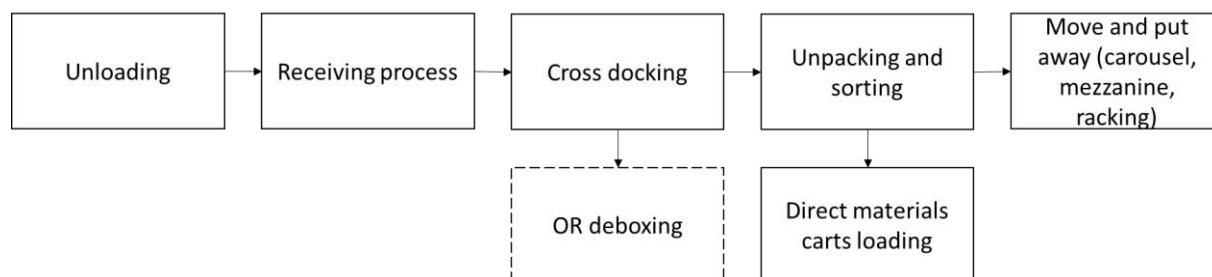 Unloading
Receiving process
Cross docking
Unpacking and
sorting
Move and put
away (carousel,
mezzanine,
racking)
OR deboxing
Direct materials
carts loading